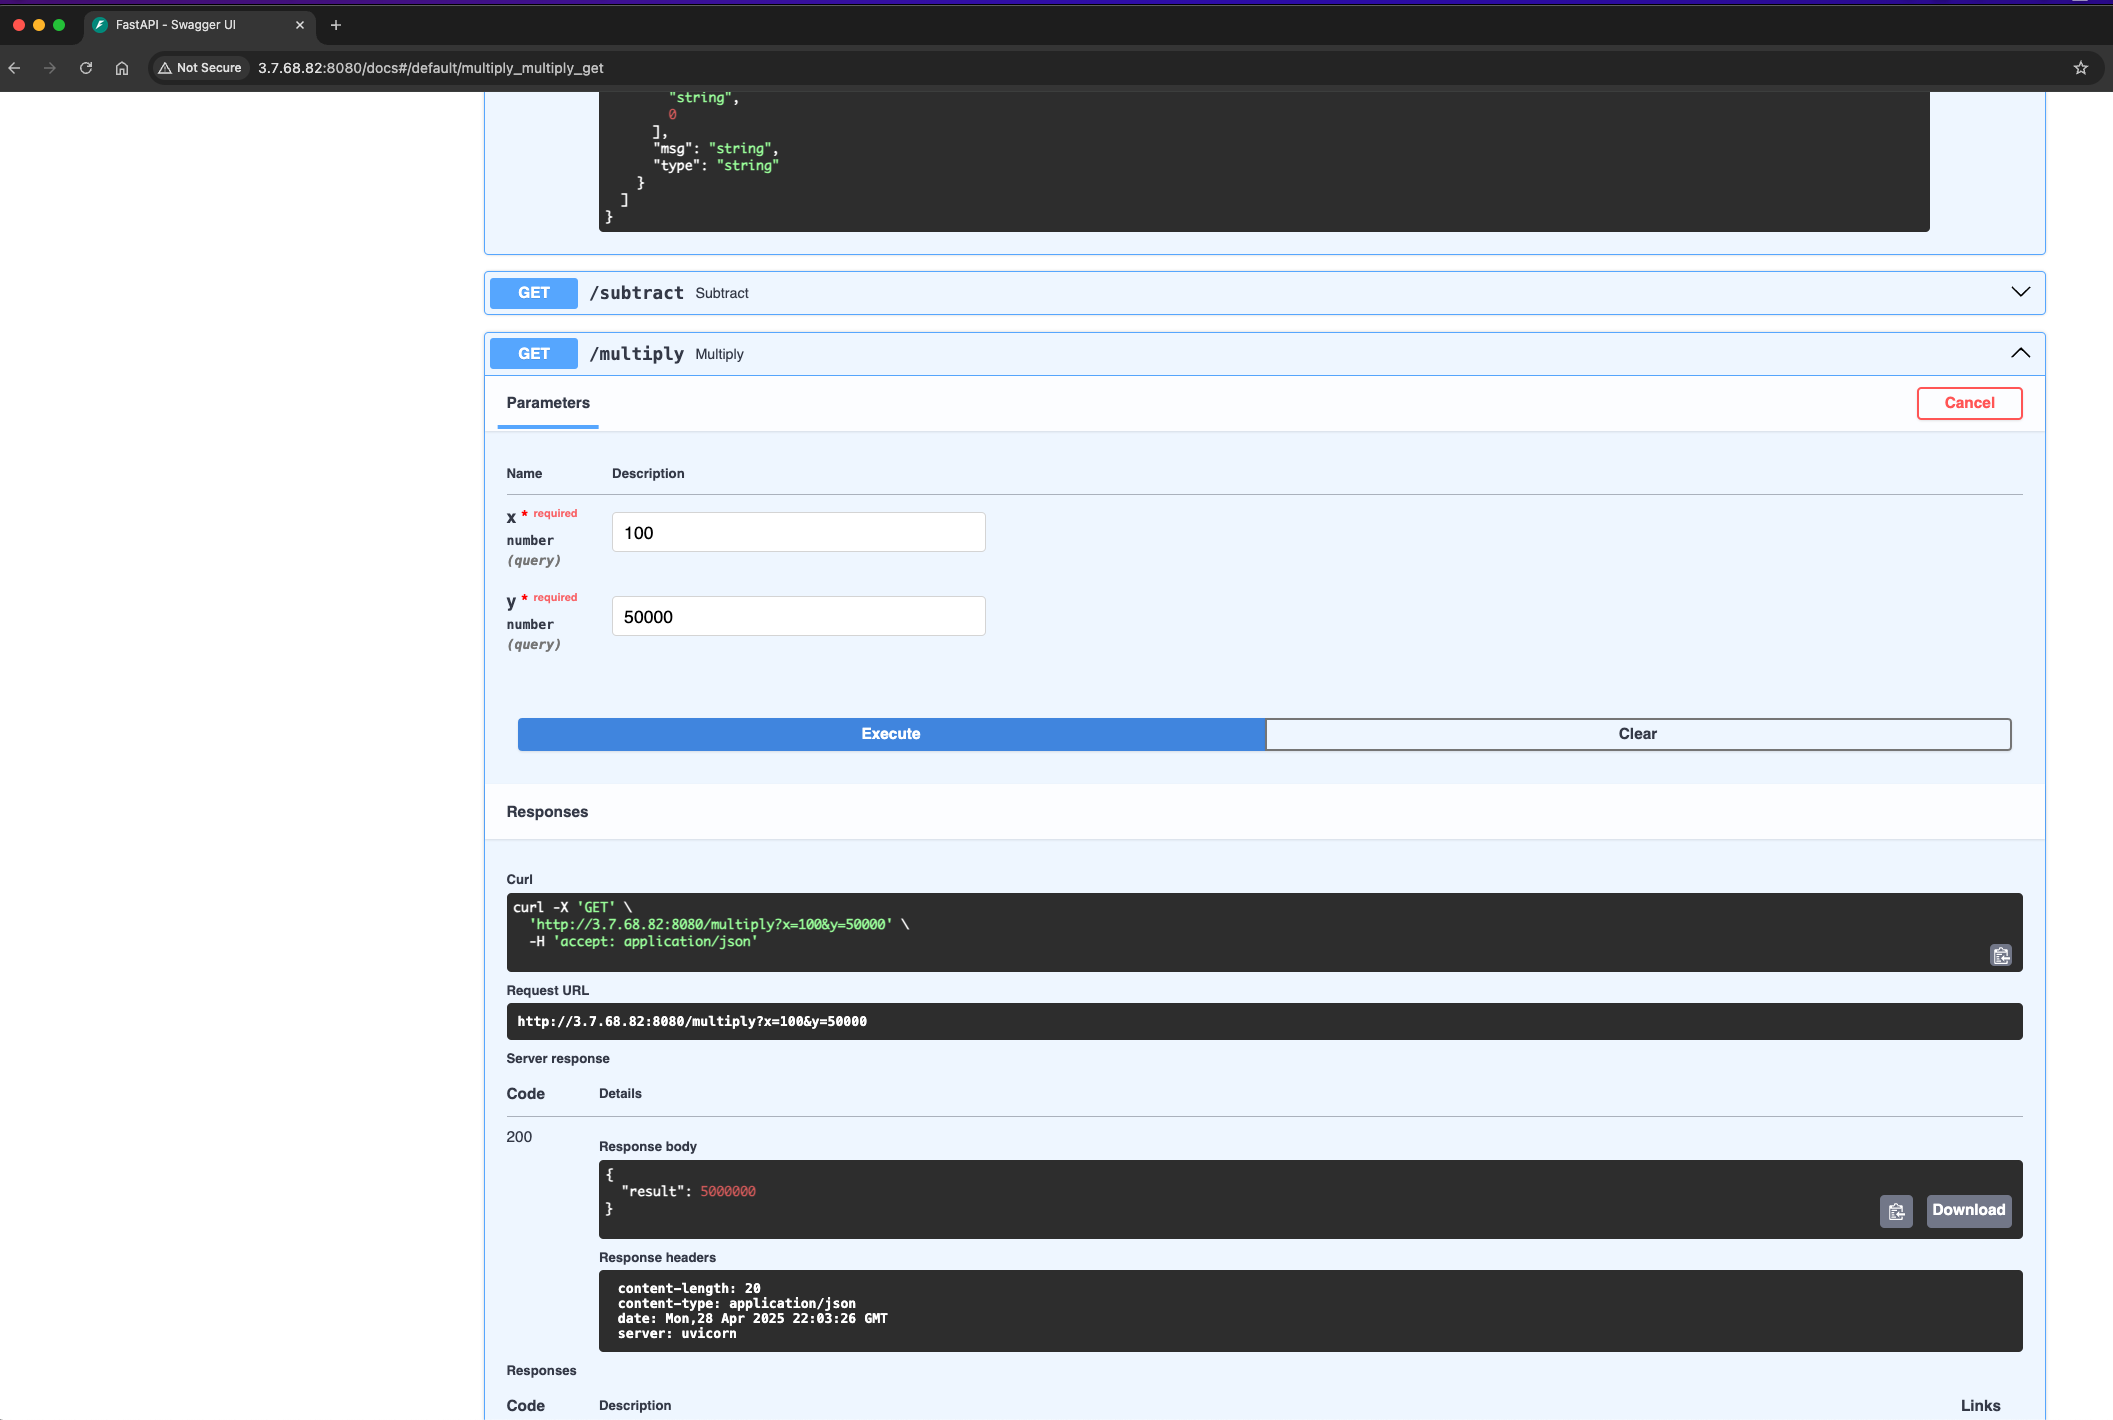 FastAPI - Swagger UI
Not Secure 3.7.68.82:8080/docs#/default/multiply_multiply_get
"string",
0
],
"msg": "string",
"type": "string"
}
]
}
GET /subtract Subtract
GET /multiply Multiply
Parameters
Cancel
Name Description
x * required
number
(query)
100
y * required
number
(query)
50000
Execute Clear
Responses
Curl
curl -X 'GET' \
'http://3.7.68.82:8080/multiply?x=100&y=50000' \
-H 'accept: application/json'
Request URL
http://3.7.68.82:8080/multiply?x=100&y=50000
Server response
Code Details
200
Response body
{
"result": 5000000
}
Download
Response headers
content-length: 20
content-type: application/json
date: Mon,28 Apr 2025 22:03:26 GMT
server: uvicorn
Responses
Code Description Links